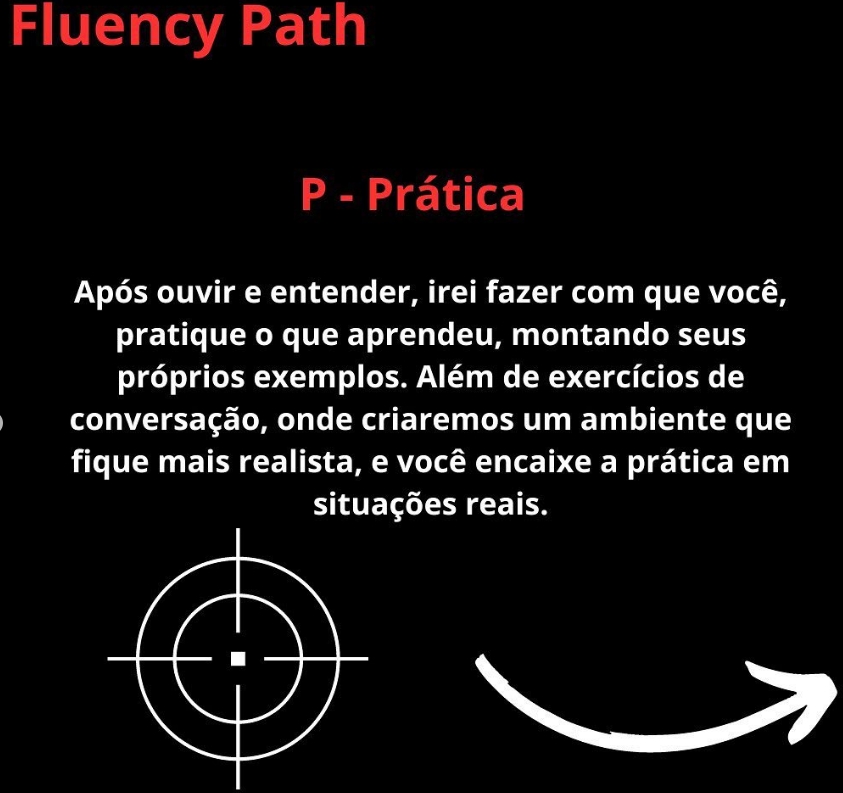 Fluency Path
P - Prática
Após ouvir e entender, irei fazer com que você,
pratique o que aprendeu, montando seus
próprios exemplos. Além de exercícios de
conversação, onde criaremos um ambiente que
fique mais realista, e você encaixe a prática em
situações reais.